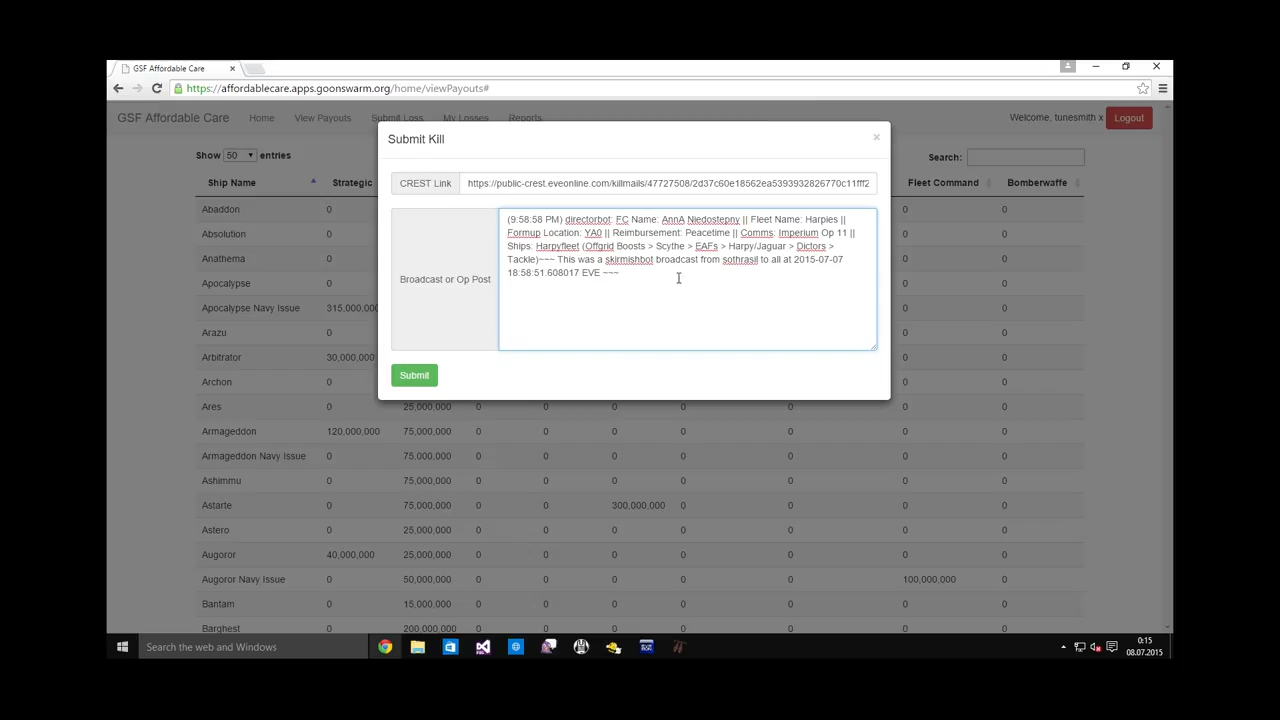 GSF Affordable Care
https://affordablecare.apps.goonswarm.org/home/viewPayouts#
GSF Affordable Care Home View Payouts Submit Loss My Losses Reports Welcome, tunesmith x Logout
Submit Kill ×
CREST Link https://public-crest.eveonline.com/killmails/47727508/2d37c60e18562ea5393932826770c11fff2
Broadcast or Op Post
(9:58:58 PM) directorbot: FC Name: AnnA Niedostepny || Fleet Name: Harpies ||
Formup Location: YA0 || Reimbursement: Peacetime || Comms: Imperium Op 11 ||
Ships: Harpyfleet (Offgrid Boosts > Scythe > EAFs > Harpy/Jaguar > Dictors >
Tackle)~~~ This was a skirmishbot broadcast from sothrasil to all at 2015-07-07
18:58:51.608017 EVE ~~~
Submit
Show 50 entries Search:
Ship Name Strategic Fleet Command Bomberwaffe
Abaddon 0 0 0
Absolution 0 0 0
Anathema 0 0 0
Apocalypse 0 0 0
Apocalypse Navy Issue 315,000,000 0 0
Arazu 0 0 0
Arbitrator 30,000,000 0 0
Archon 0 0 0
Ares 0 25,000,000 0 0 0 0 0 0 0
Armageddon 120,000,000 75,000,000 0 0 0 0 0 0 0
Armageddon Navy Issue 0 75,000,000 0 0 0 0 0 0 0
Ashimmu 0 75,000,000 0 0 0 0 0 0 0
Astarte 0 75,000,000 0 0 300,000,000 0 0 0 0
Astero 0 25,000,000 0 0 0 0 0 0 0
Augoror 40,000,000 25,000,000 0 0 0 0 0 0 0
Augoror Navy Issue 0 50,000,000 0 0 0 0 0 100,000,000 0
Bantam 0 15,000,000 0 0 0 0 0 0 0
Barghest 0 200,000,000 0 0 0 0 0 0 0
Search the web and Windows
0:15
08.07.2015